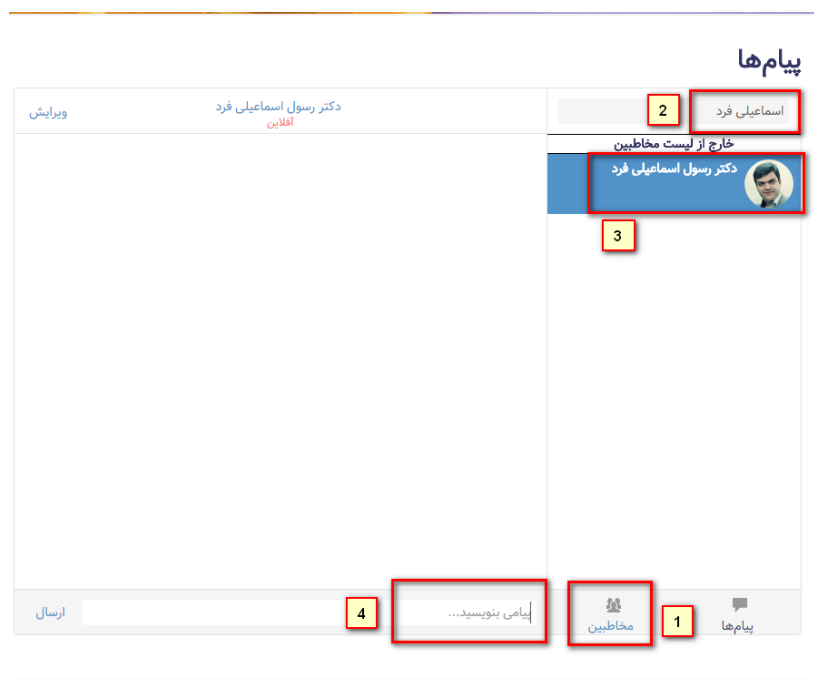 پیام‌ها
اسماعیلی فرد
2
دکتر رسول اسماعیلی فرد
آفلاین
ویرایش
خارج از لیست مخاطبین
دکتر رسول اسماعیلی فرد
3
پیام‌ها
1
مخاطبین
پیامی بنویسید...
4
ارسال